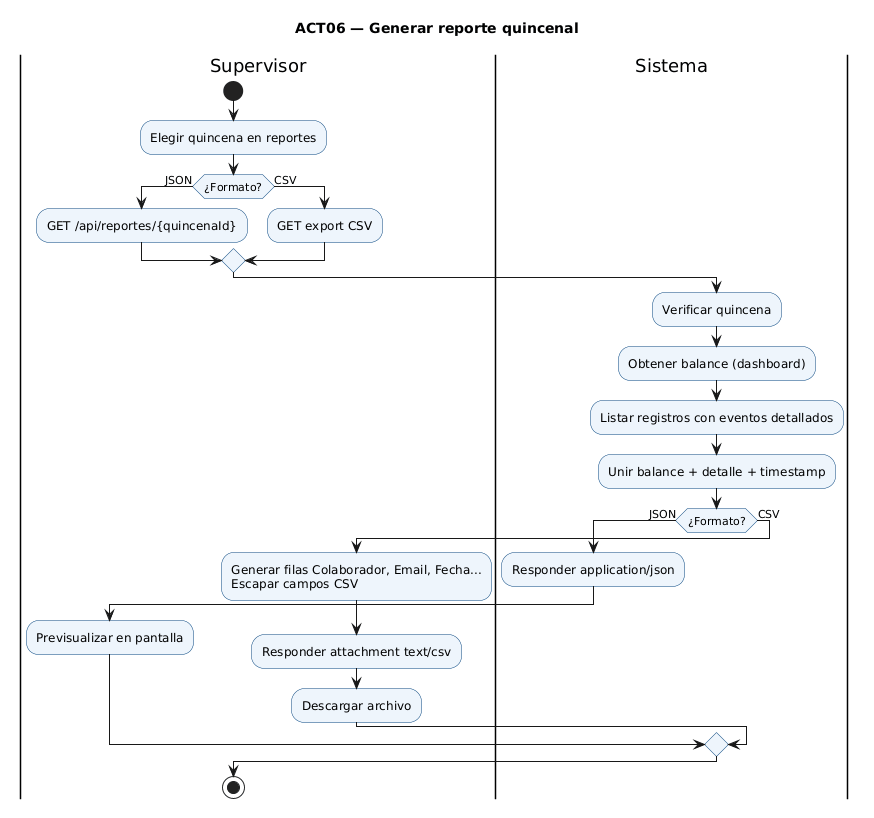 ACT06 — Generar reporte quincenal
Supervisor
Sistema
Elegir quincena en reportes
JSON
¿Formato?
CSV
GET /api/reportes/{quincenaId}
GET export CSV
Verificar quincena
Obtener balance (dashboard)
Listar registros con eventos detallados
Unir balance + detalle + timestamp
JSON
¿Formato?
CSV
Generar filas Colaborador, Email, Fecha...
Escapar campos CSV
Responder application/json
Previsualizar en pantalla
Responder attachment text/csv
Descargar archivo